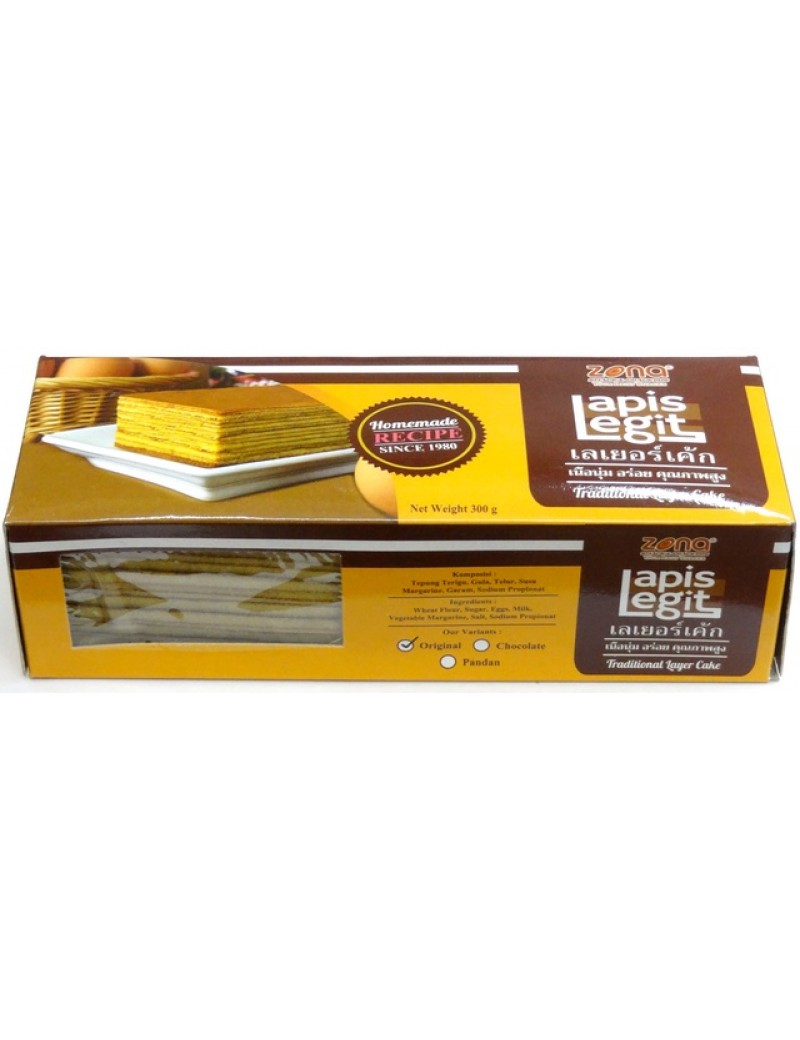 zona®
Lapis
Legit
เลเยอร์เค้ก
เนื้อนุ่ม อร่อย คุณภาพสูง
Traditional Layer Cake
Homemade
RECIPE
SINCE 1980
Net Weight 300 g
zona®
Lapis
Legit
เลเยอร์เค้ก
เนื้อนุ่ม อร่อย คุณภาพสูง
Traditional Layer Cake
Komposisi :
Tepung Terigu, Gula, Telur, Susu
Margarine, Garam, Sodium Propionat
Ingredients :
Wheat Flour, Sugar, Eggs, Milk,
Vegetable Margarine, Salt, Sodium Propionat
Our Variants :
Original Chocolate
Pandan